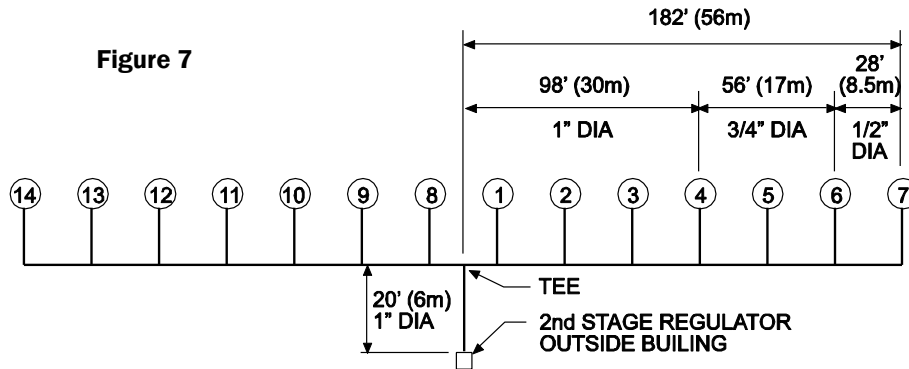 182’ (56m)
Figure 7
28’
(8.5m)
98’ (30m)
56’ (17m)
1” DIA
3/4” DIA
1/2”
DIA
14 13 12 11 10 9 8 1 2 3 4 5 6 7
20’ (6m)
1” DIA
TEE
2nd STAGE REGULATOR
OUTSIDE BUILING